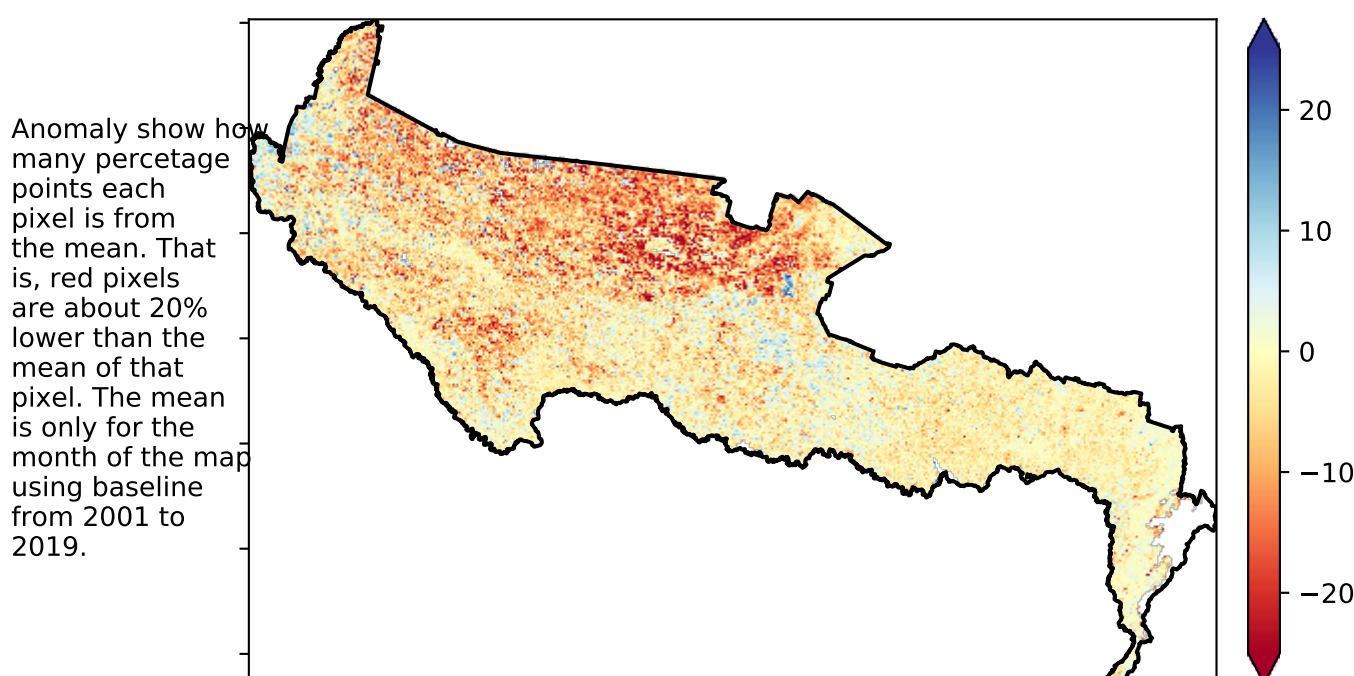 Anomaly show how
many percetage
points each
pixel is from
the mean. That
is, red pixels
are about 20%
lower than the
mean of that
pixel. The mean
is only for the
month of the map
using baseline
from 2001 to
2019.
20
10
0
−10
−20